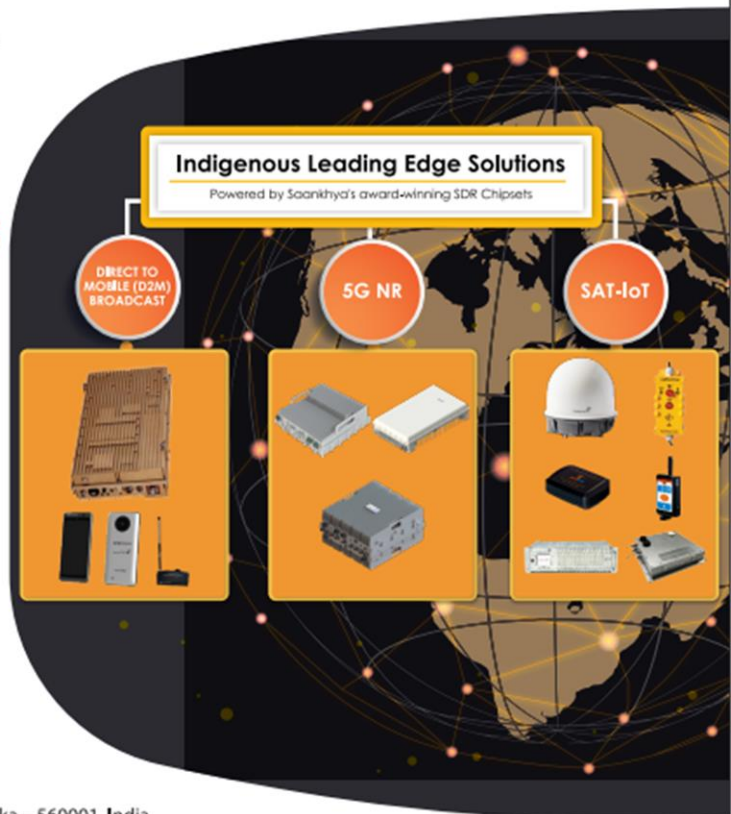 Indigenous Leading Edge Solutions
Powered by Saankhya's award-winning SDR Chipsets
DIRECT TO
MOBILE (D2M)
BROADCAST
5G NR
SAT-IoT
560001 India